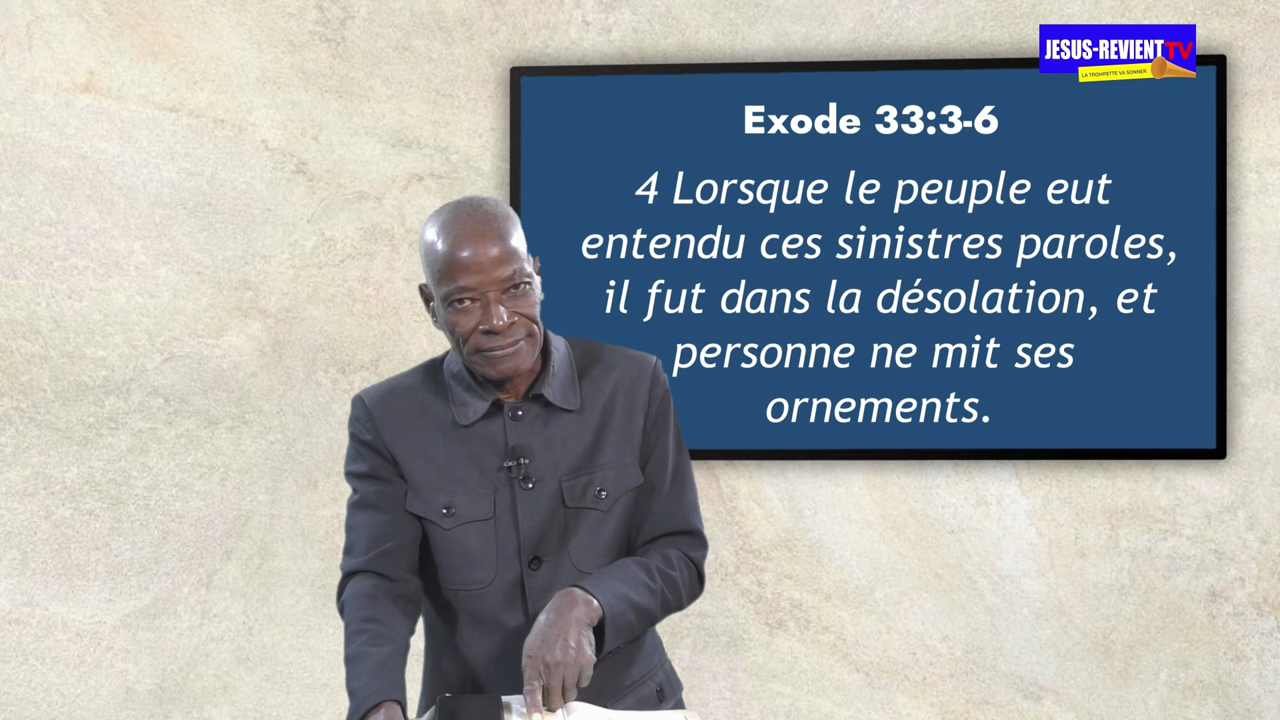 JESUS-REVIENT TV
LA TROMPETTE VA SONNER
Exode 33:3-6
4 Lorsque le peuple eut
entendu ces sinistres paroles,
il fut dans la désolation, et
personne ne mit ses
ornements.